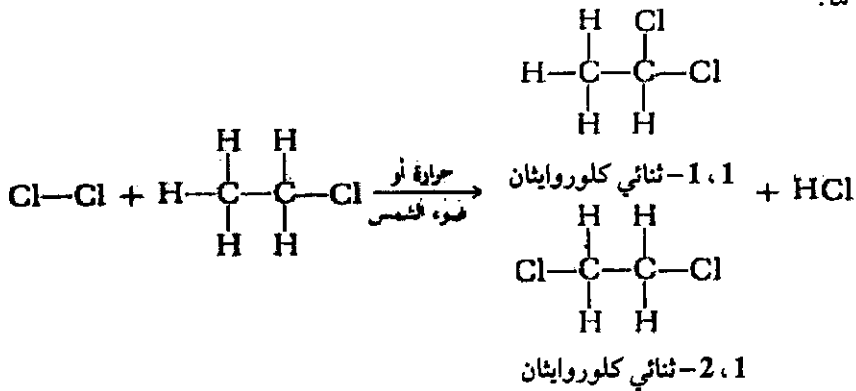 H Cl
H—C—C—Cl
H H
1،1–ثنائي كلوروايثان
Cl—Cl + H—C—C—Cl حرارة أو ضوء الشمس + HCl
H H
H H
H H
Cl—C—C—Cl
H H
2،1–ثنائي كلوروايثان